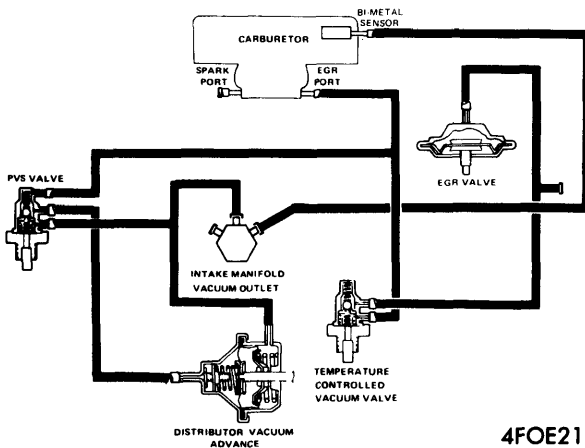 BI-METAL
SENSOR
CARBURETOR
SPARK
PORT
EGR
PORT
PVS VALVE
EGR VALVE
INTAKE MANIFOLD
VACUUM OUTLET
TEMPERATURE
CONTROLLED
VACUUM VALVE
DISTRIBUTOR VACUUM
ADVANCE
4FOE21